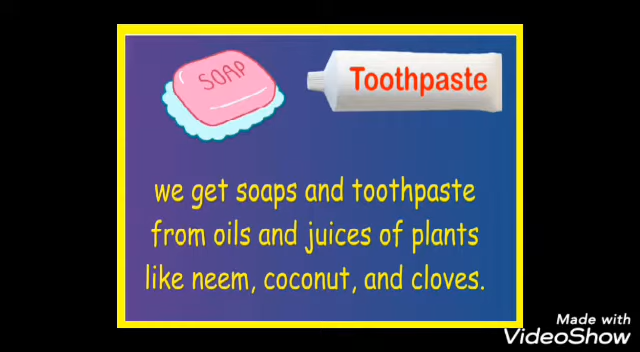 SOAP
Toothpaste
we get soaps and toothpaste
from oils and juices of plants
like neem, coconut, and cloves.
Made with
VideoShow